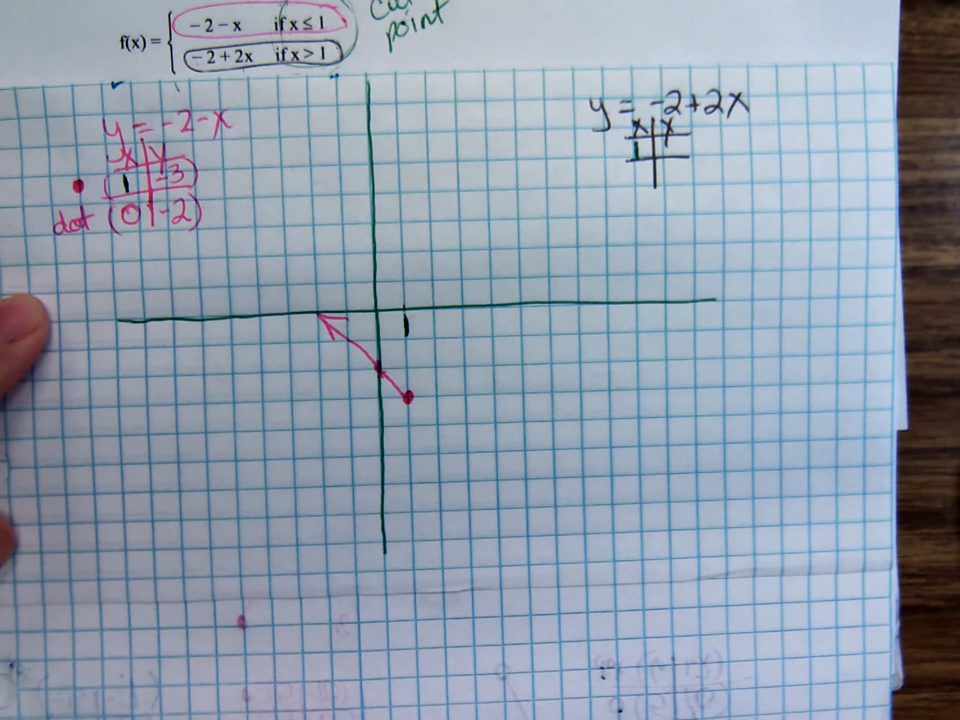 f(x) =
−2 − x if x ≤ 1
−2 + 2x if x > 1
point
y = -2-x
x y
1 -3
dot (0 -2)
y = -2+2x
x y
1
1